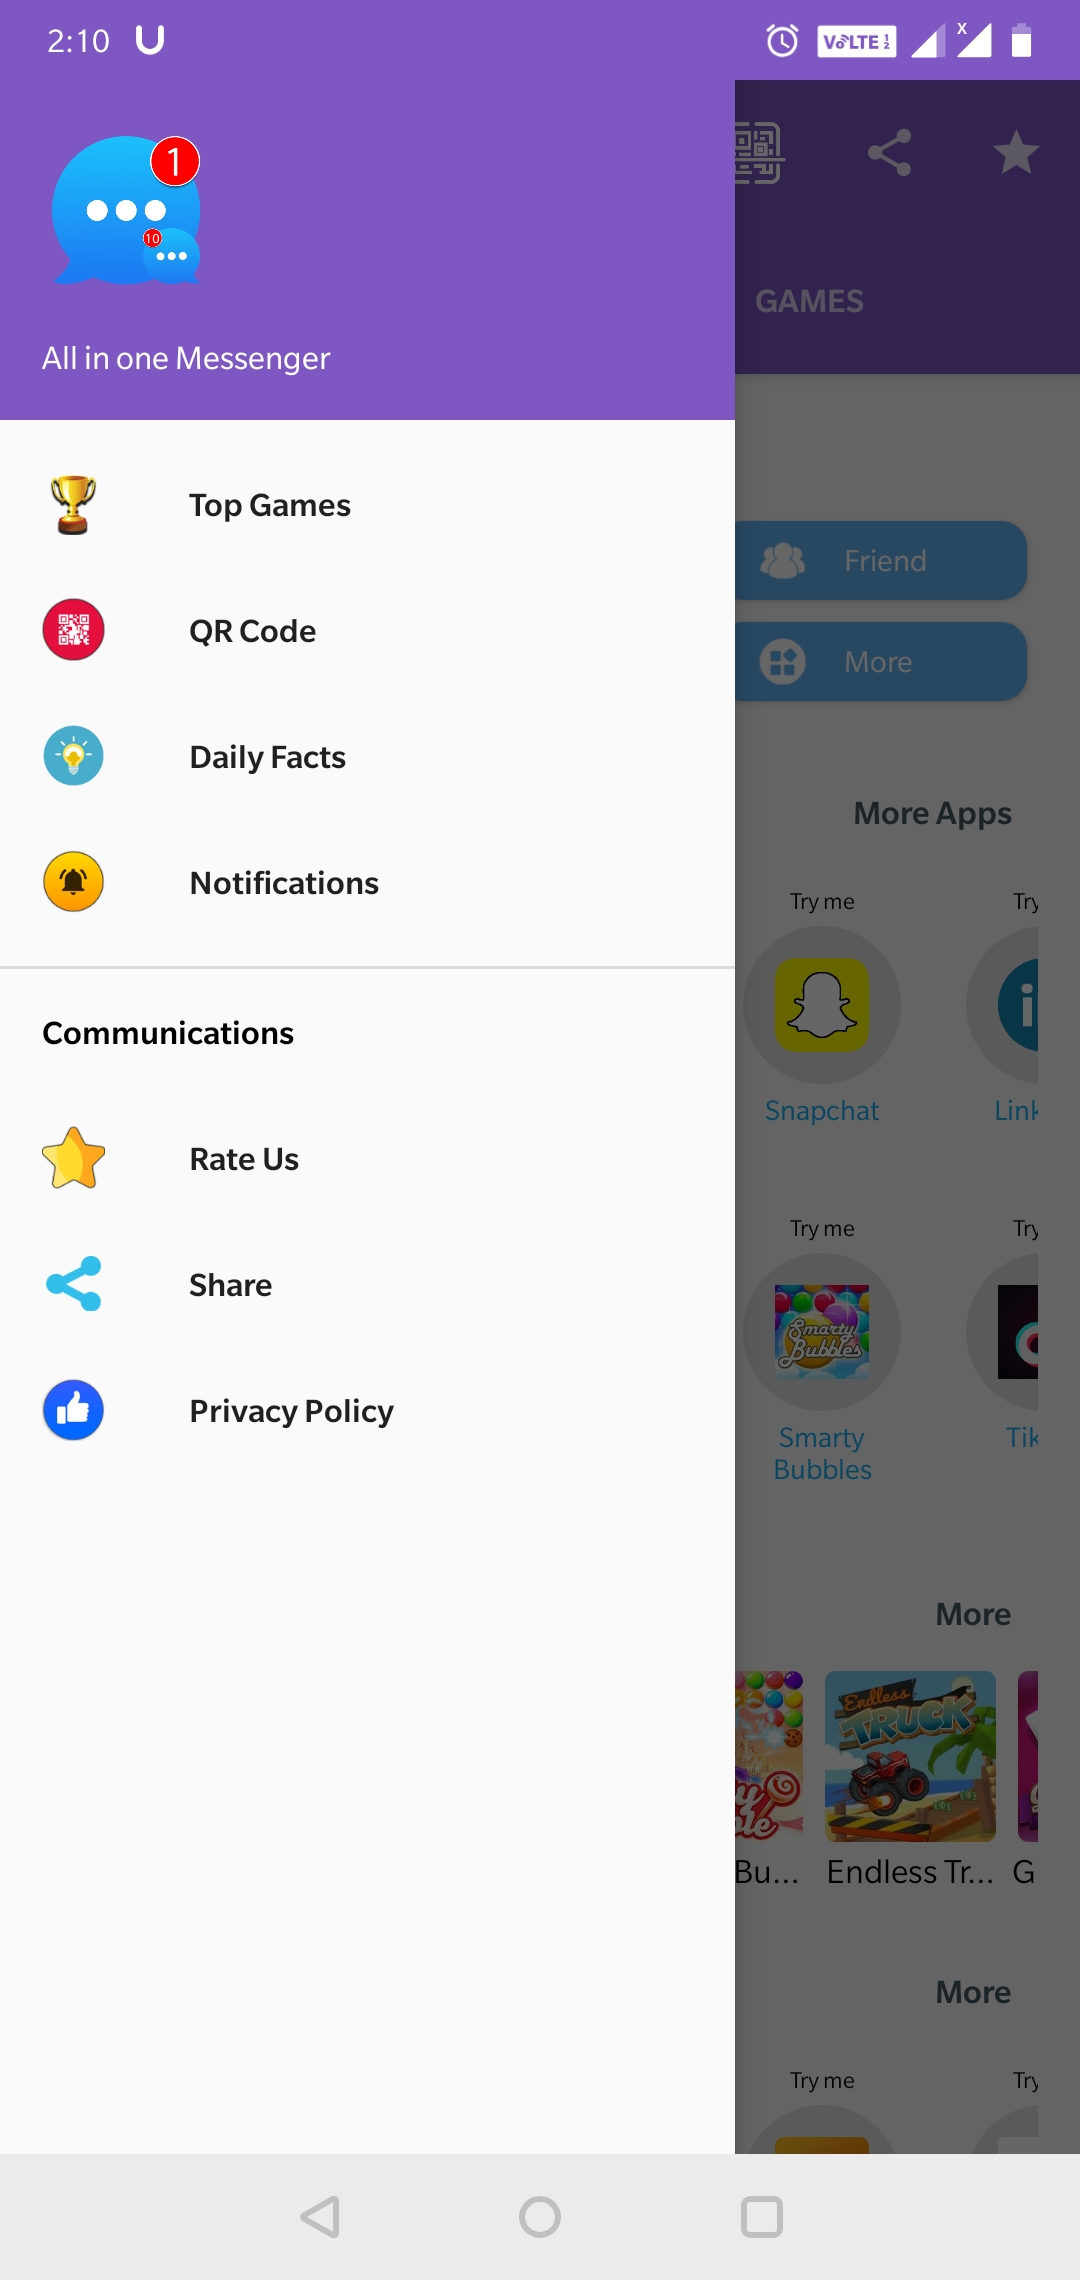 2:10
VoLTE 1 2
X
1
10
All in one Messenger
GAMES
Top Games
QR Code
Daily Facts
Notifications
Communications
Rate Us
Share
Privacy Policy
Friend
More
More Apps
Try me
Try
Snapchat
Link
Try me
Try
Smarty Bubbles
Smarty
Bubbles
Tik
More
Endless TRUCK
Bu...
Endless Tr...
G
More
Try me
Try